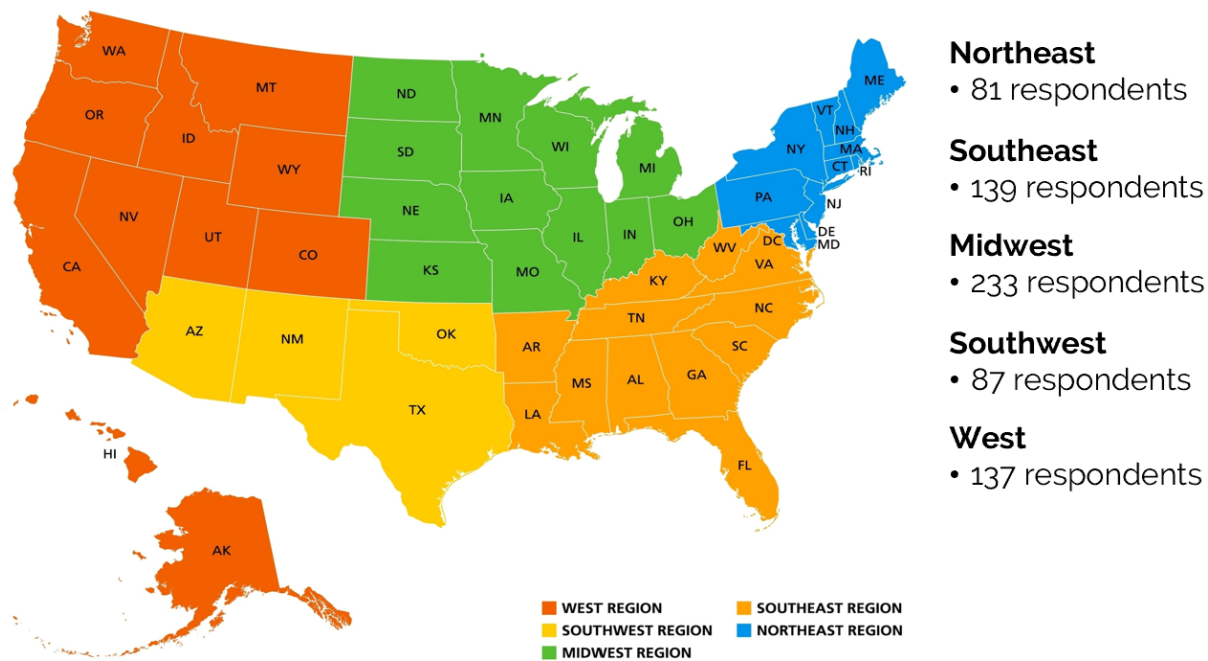 WA
MT
ND
MN
ME
OR
ID
SD
WI
MI
VT
NH
NY
MA
CT
RI
WY
NE
IA
PA
NJ
NV
UT
CO
IL
IN
OH
DE
MD
CA
KS
MO
WV
DC
VA
KY
AZ
NM
OK
TN
NC
AR
SC
MS
AL
GA
TX
LA
FL
HI
AK
Northeast
• 81 respondents
Southeast
• 139 respondents
Midwest
• 233 respondents
Southwest
• 87 respondents
West
• 137 respondents
WEST REGION
SOUTHWEST REGION
MIDWEST REGION
SOUTHEAST REGION
NORTHEAST REGION